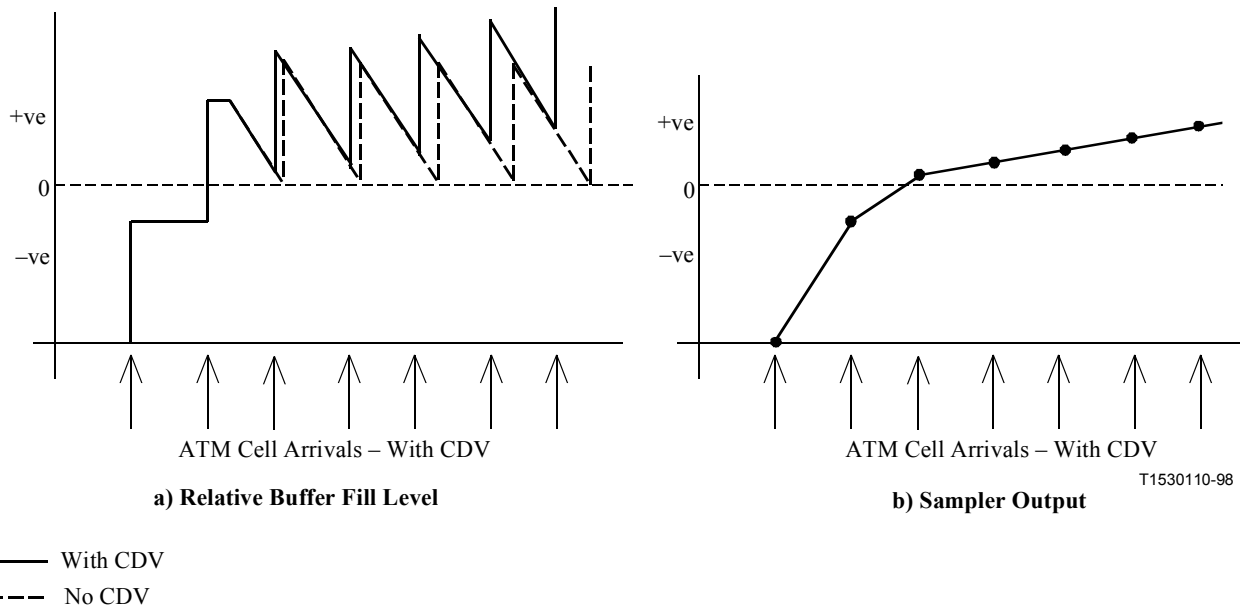 +ve
0
–ve
ATM Cell Arrivals – With CDV
a) Relative Buffer Fill Level
+ve
0
–ve
ATM Cell Arrivals – With CDV
T1530110-98
b) Sampler Output
With CDV
No CDV